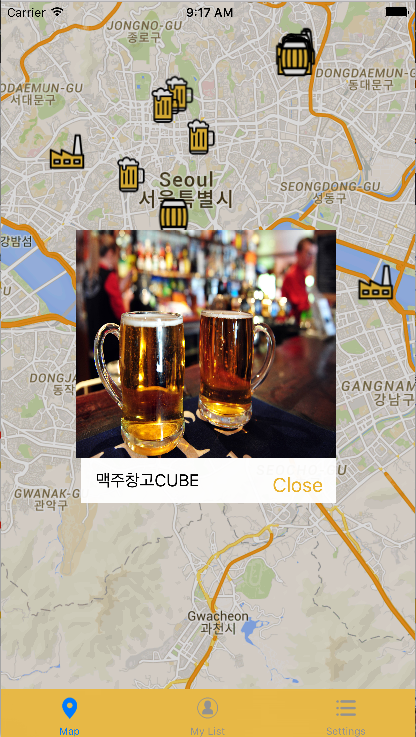 Carrier 9:17 AM
JONGNO-GU
종로구
DONGDAEMUN-GU
동대문구
서대문구
Seoul
서울특별시
SEONGDONG-GU
성동구
강밤섬
GANGNAM
강남구
DONGJA
동작
맥주창고CUBE
Close
GWANAK-G
관악구
Gwacheon
과천시
Map
My List
Settings